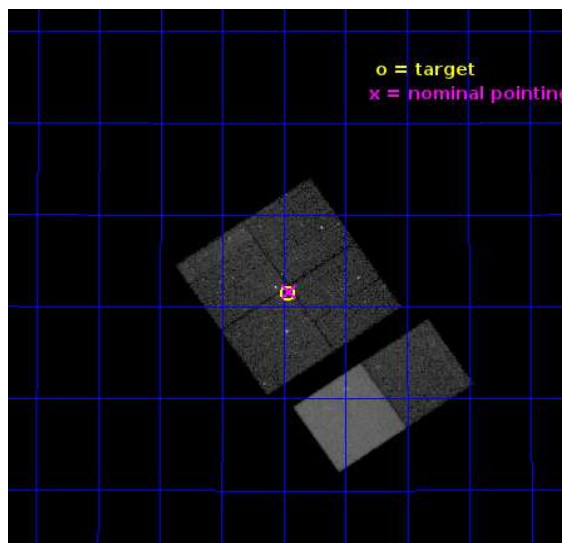 o = target
x = nominal pointing